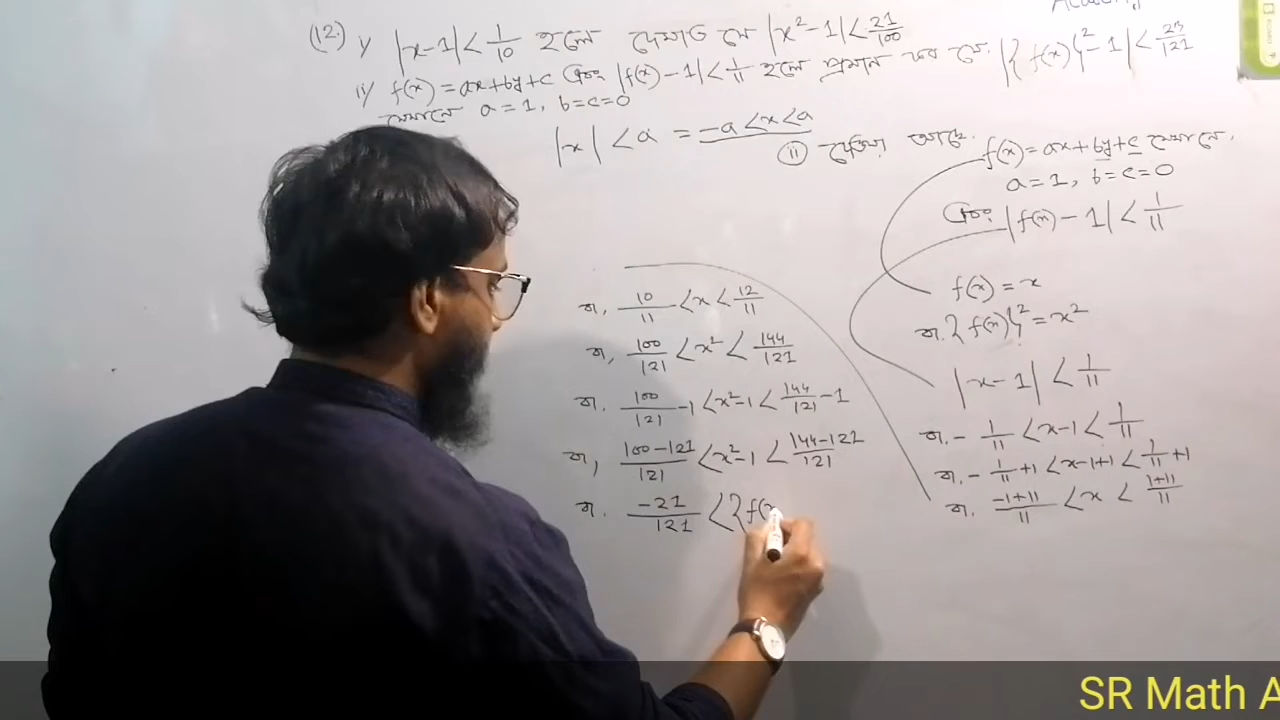 Academy
(12) i) |x-1| < 1/10 হলে দেখাও যে |x²-1| < 21/100
ii) f(x) = ax+by+c এবং |f(x)-1| < 1/11 হলে প্রমাণ কর যে, |{f(x)}²-1| < 23/121
যেখানে a=1, b=c=0
|x| < a = -a < x < a
(ii) দেওয়া আছে, f(x) = ax+by+c যেখানে,
a=1, b=c=0
এবং |f(x)-1| < 1/11
f(x) = x
বা, {f(x)}² = x²
|x-1| < 1/11
বা, -1/11 < x-1 < 1/11
বা, -1/11+1 < x-1+1 < 1/11+1
বা, (-1+11)/11 < x < (1+11)/11
বা, 10/11 < x < 12/11
বা, 100/121 < x² < 144/121
বা, 100/121-1 < x²-1 < 144/121-1
বা, (100-121)/121 < x²-1 < (144-121)/121
বা, -21/121 < {f(x
SR Math A